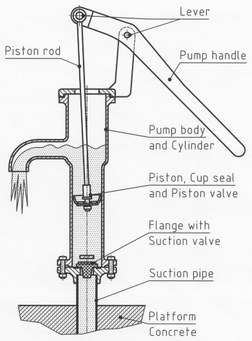 Lever
Piston rod
Pump handle
Pump body
and Cylinder
Piston, Cup seal
and Piston valve
Flange with
Suction valve
Suction pipe
Platform
Concrete